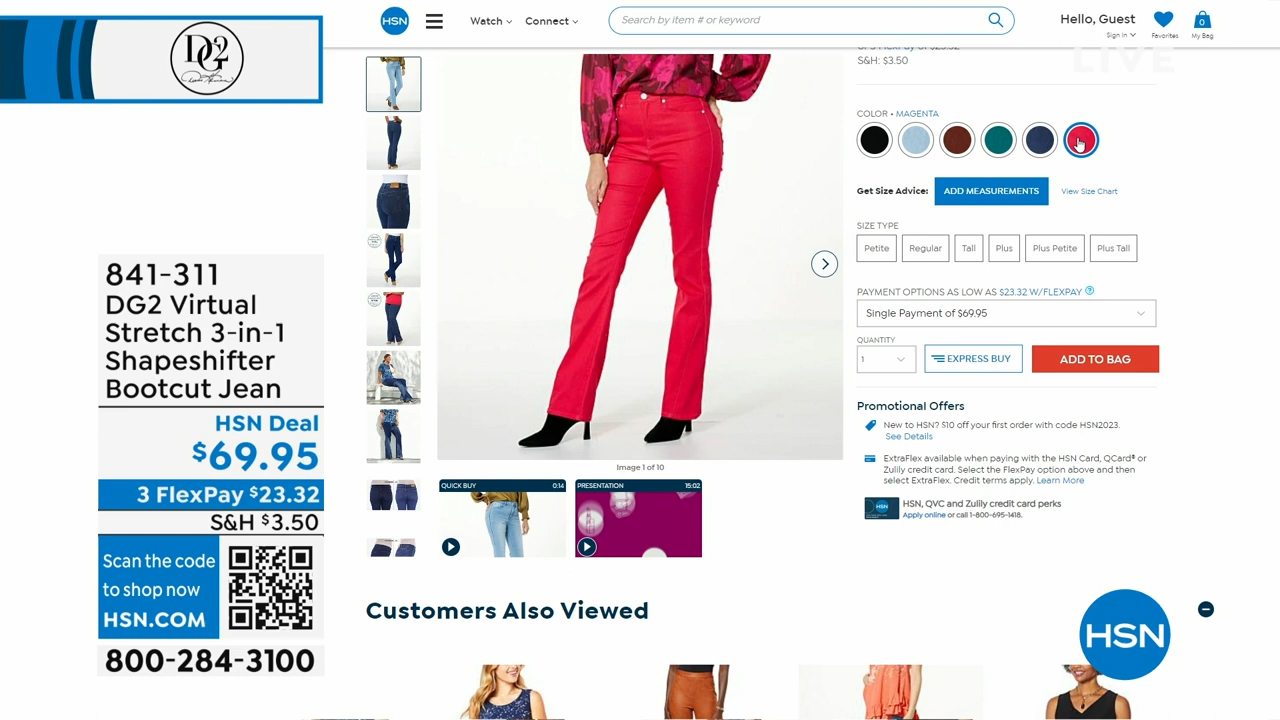 DG2
841-311
DG2 Virtual
Stretch 3-in-1
Shapeshifter
Bootcut Jean
HSN Deal
$69.95
3 FlexPay $23.32
S&H $3.50
Scan the code
to shop now
HSN.COM
800-284-3100
HSN
Watch
Connect
Search by item # or keyword
Hello, Guest
Sign In
Favorites
0
My Bag
LIVE
S&H: $3.50
COLOR • MAGENTA
Get Size Advice:
ADD MEASUREMENTS
View Size Chart
SIZE TYPE
Petite
Regular
Tall
Plus
Plus Petite
Plus Tall
PAYMENT OPTIONS AS LOW AS $23.32 W/FLEXPAY
Single Payment of $69.95
QUANTITY
1
EXPRESS BUY
ADD TO BAG
Promotional Offers
New to HSN? $10 off your first order with code HSN2023.
See Details
ExtraFlex available when paying with the HSN Card, QCard® or
Zulily credit card. Select the FlexPay option above and then
select ExtraFlex. Credit terms apply. Learn More
HSN
HSN, QVC and Zulily credit card perks
Apply online or call 1-800-695-1418.
Image 1 of 10
QUICK BUY 0:14
PRESENTATION 15:02
Customers Also Viewed
HSN